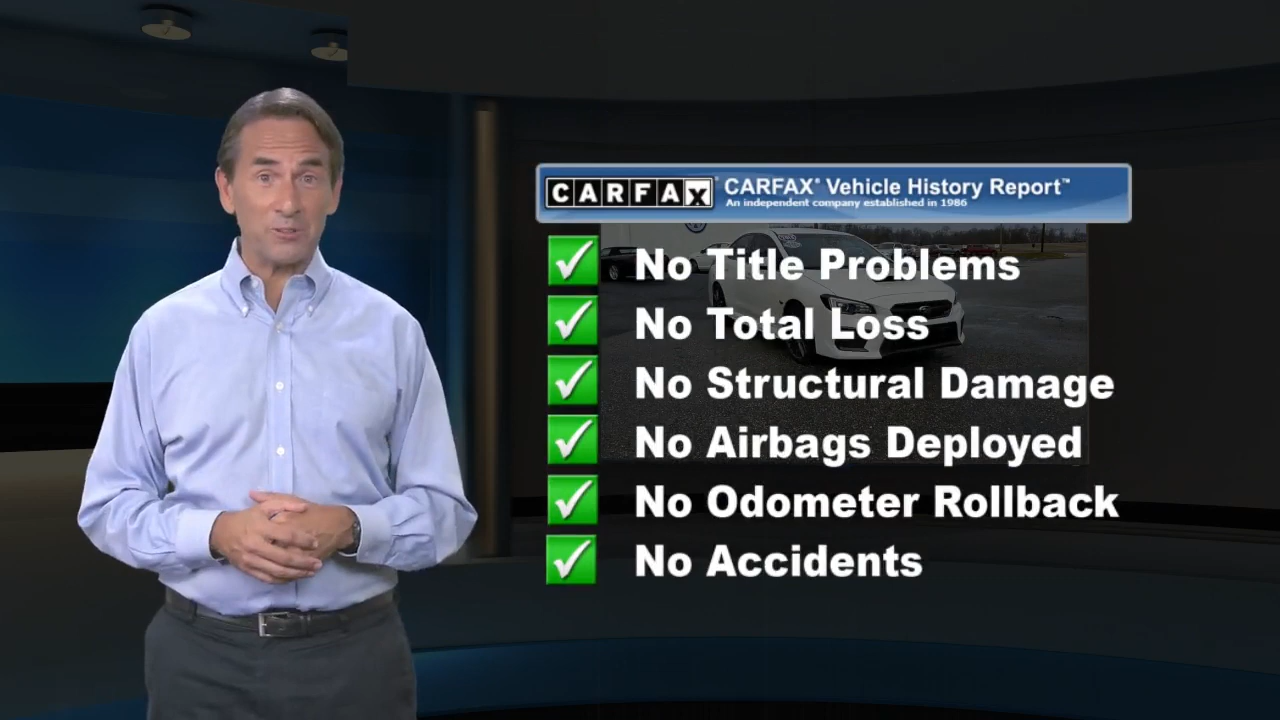 CARFAX® CARFAX® Vehicle History Report™
An independent company established in 1986
No Title Problems
No Total Loss
No Structural Damage
No Airbags Deployed
No Odometer Rollback
No Accidents